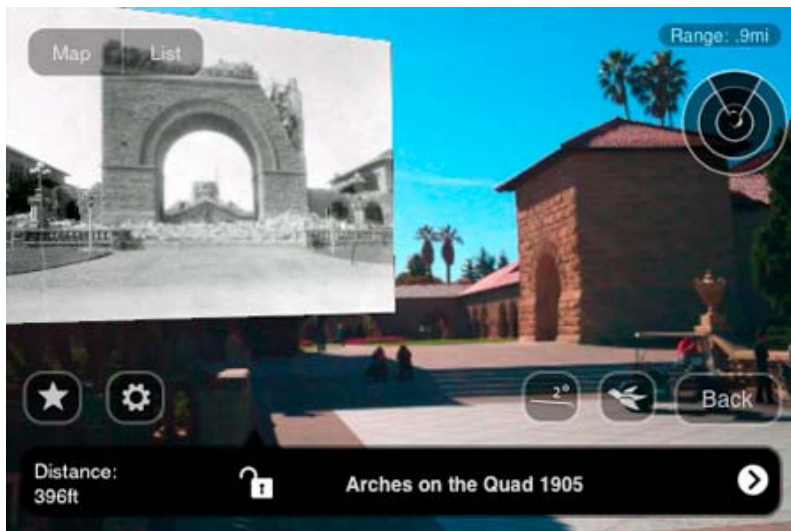 Map
List
Range: .9mi
2°
Back
Distance:
396ft
Arches on the Quad 1905